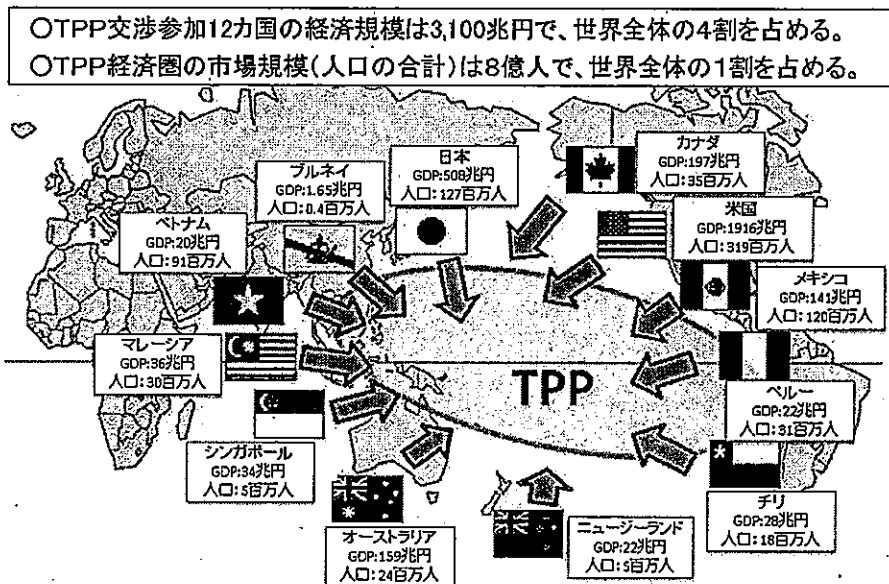 ○TPP交渉参加12カ国の経済規模は3,100兆円で、世界全体の4割を占める。
○TPP経済圏の市場規模(人口の合計)は8億人で、世界全体の1割を占める。
カナダ
GDP:197兆円
人口:35百万人
日本
GDP:508兆円
人口:127百万人
ブルネイ
GDP:1.65兆円
人口:0.4百万人
米国
GDP:1916兆円
人口:319百万人
ベトナム
GDP:20兆円
人口:91百万人
メキシコ
GDP:141兆円
人口:120百万人
マレーシア
GDP:36兆円
人口:30百万人
TPP
ペルー
GDP:22兆円
人口:31百万人
シンガポール
GDP:34兆円
人口:5百万人
チリ
GDP:28兆円
人口:18百万人
オーストラリア
GDP:159兆円
人口:24百万人
ニュージーランド
GDP:22兆円
人口:5百万人